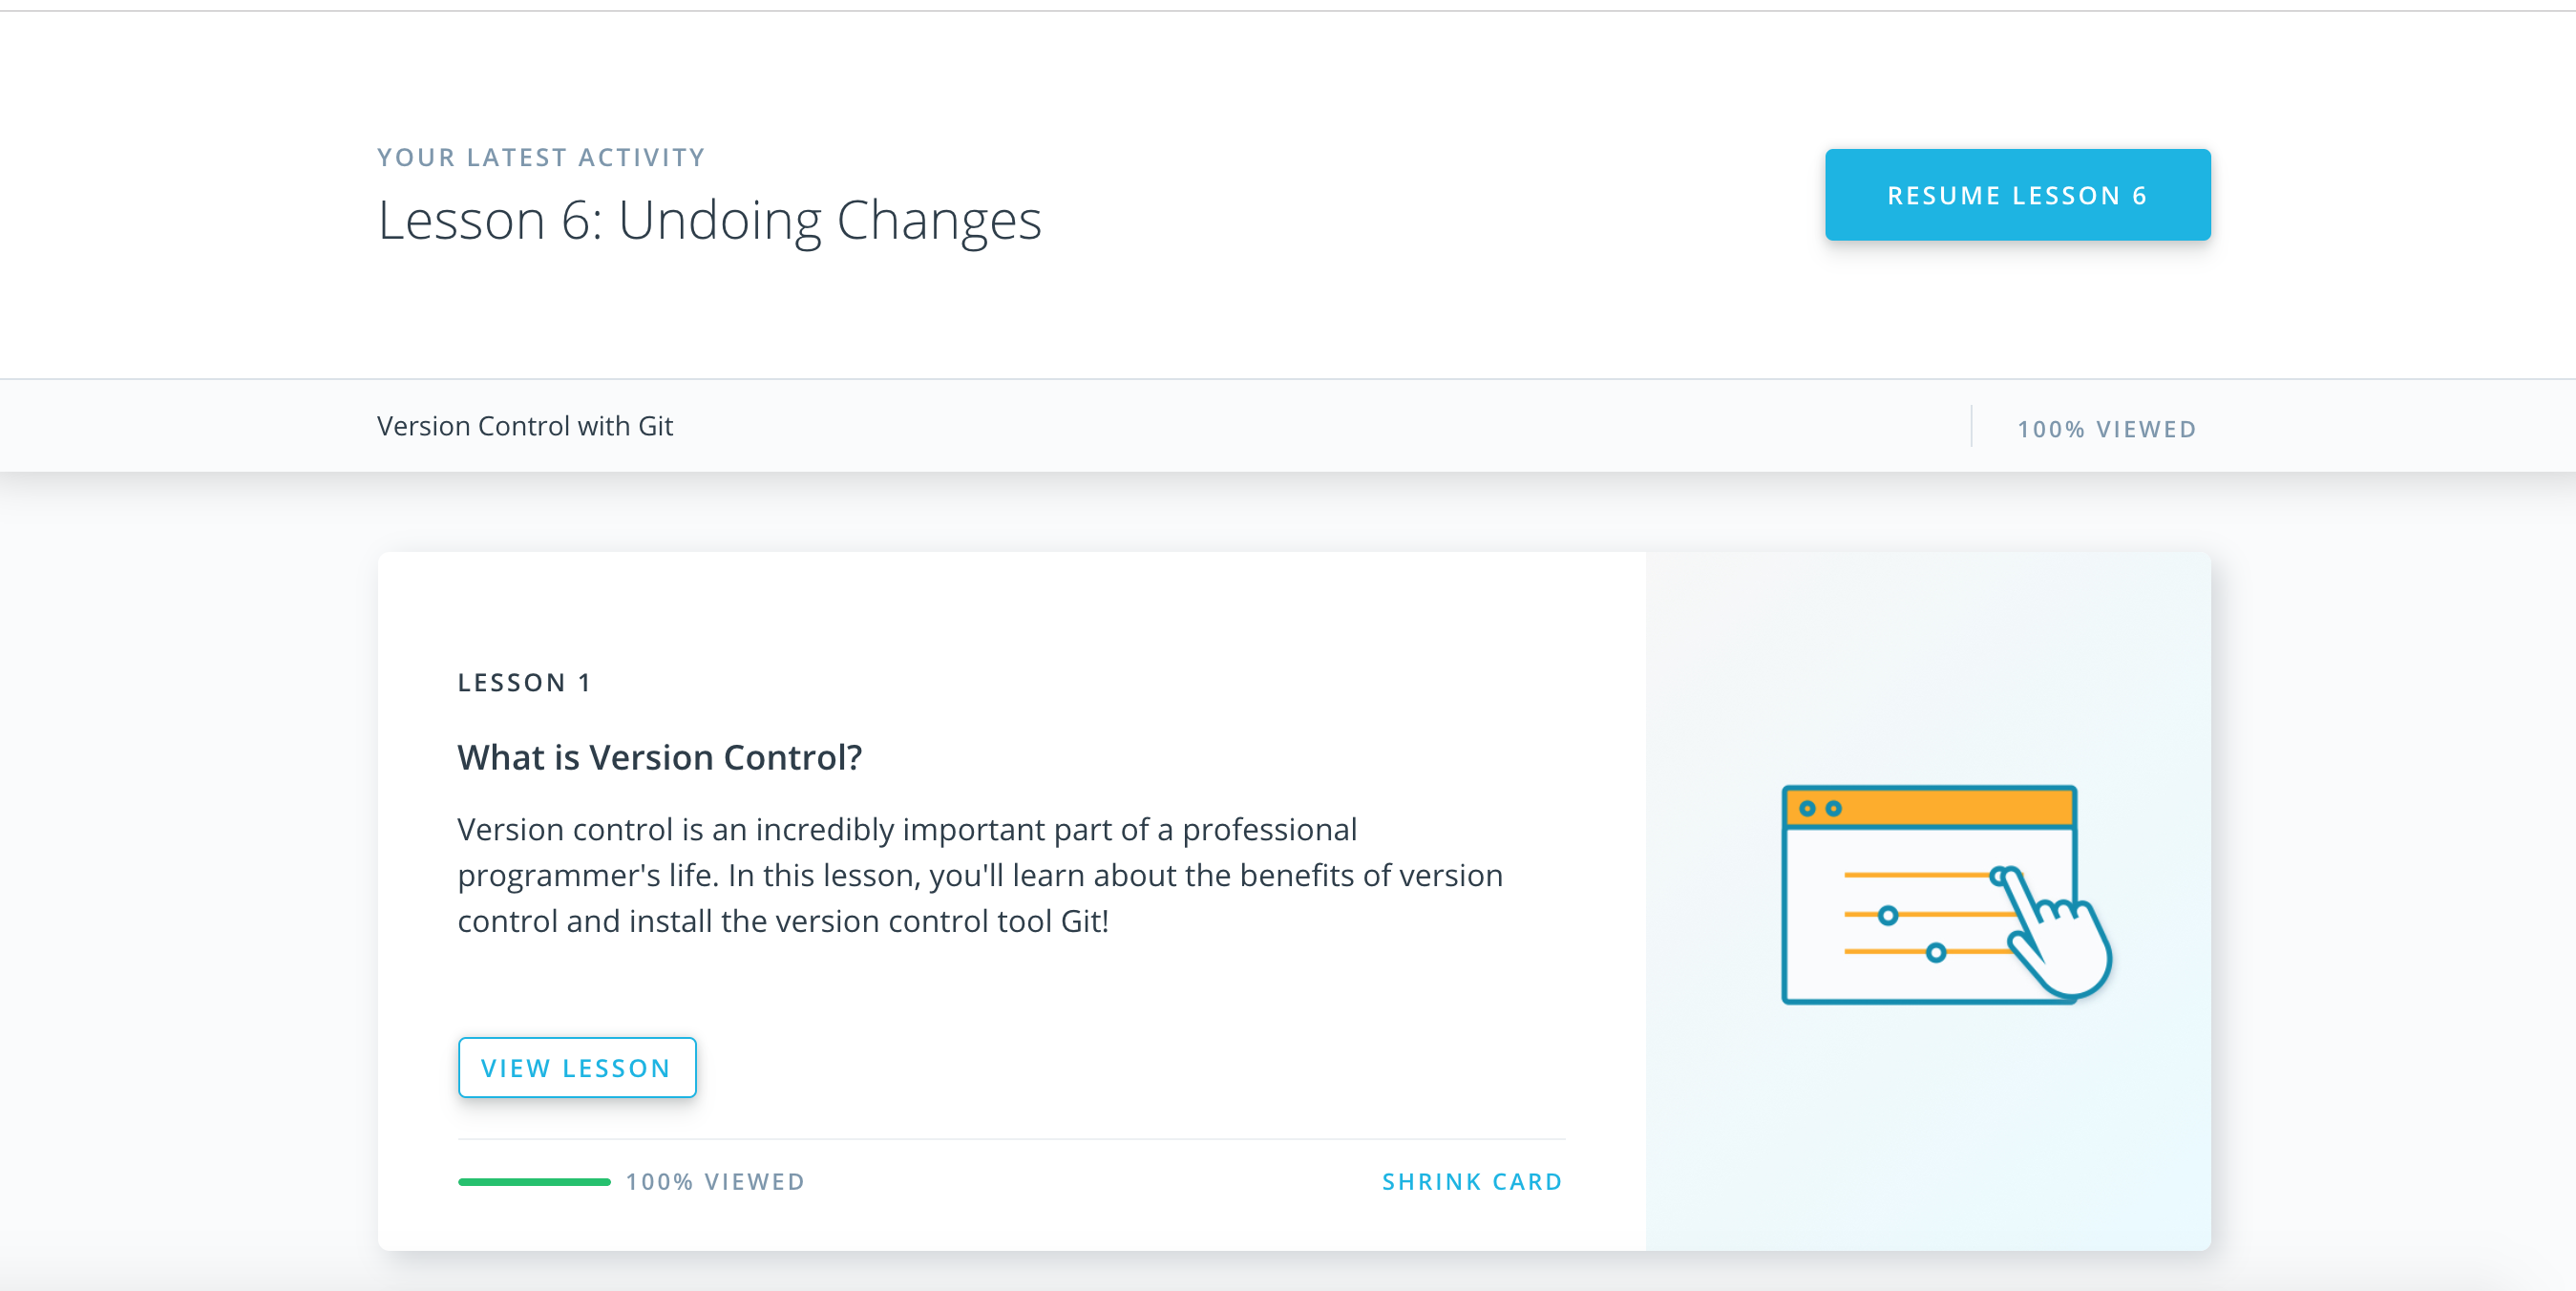 YOUR LATEST ACTIVITY
Lesson 6: Undoing Changes
RESUME LESSON 6
Version Control with Git
100% VIEWED
LESSON 1
What is Version Control?
Version control is an incredibly important part of a professional
programmer's life. In this lesson, you'll learn about the benefits of version
control and install the version control tool Git!
VIEW LESSON
100% VIEWED
SHRINK CARD